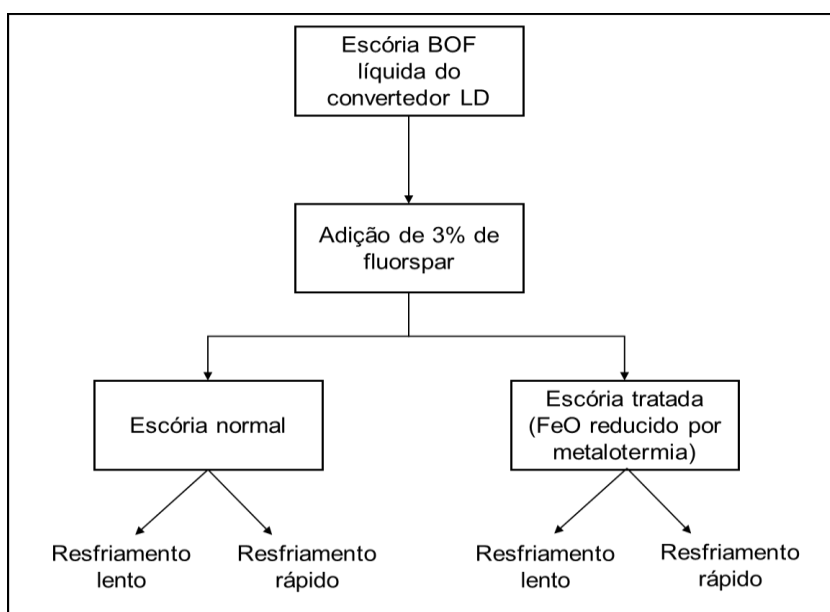 Escória BOF
líquida do
convertedor LD
Adição de 3% de
fluorspar
Escória normal
Escória tratada
(FeO reducido por
metalotermia)
Resfriamento
lento
Resfriamento
rápido
Resfriamento
lento
Resfriamento
rápido